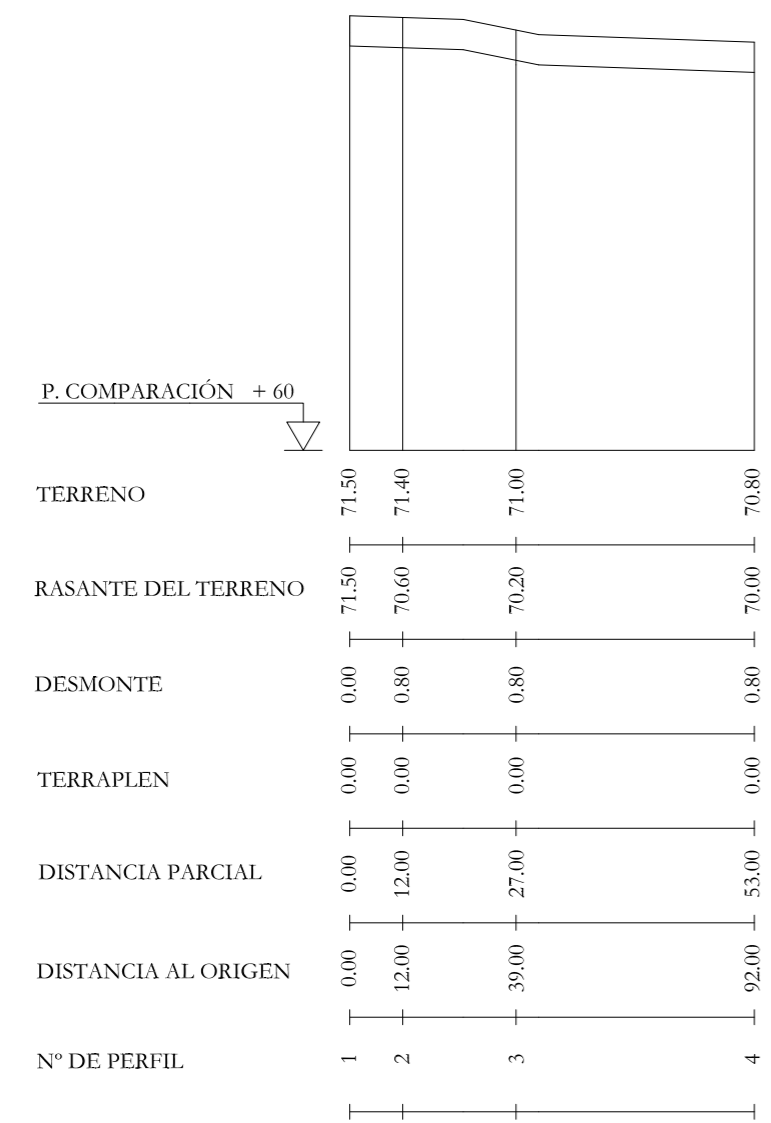 P. COMPARACIÓN + 60
TERRENO 71.50 71.40 71.00 70.80
RASANTE DEL TERRENO 71.50 70.60 70.20 70.00
DESMONTE 0.00 0.80 0.80 0.80
TERRAPLEN 0.00 0.00 0.00 0.00
DISTANCIA PARCIAL 0.00 12.00 27.00 53.00
DISTANCIA AL ORIGEN 0.00 12.00 39.00 92.00
Nº DE PERFIL 1 2 3 4